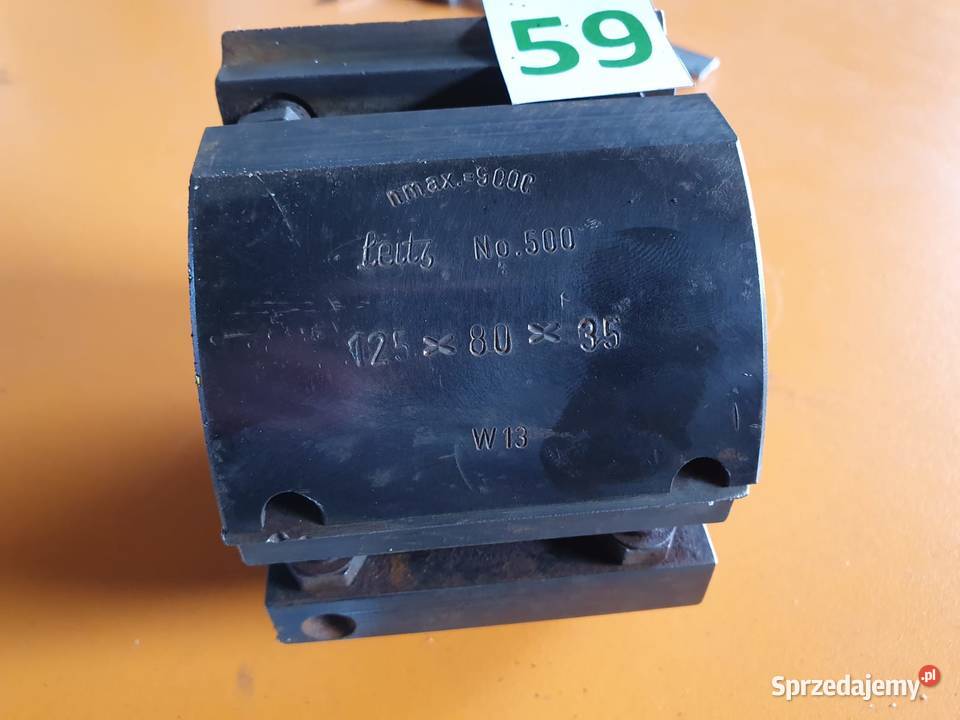 59
nmax.=9000
Leitz No.500
125 × 80 × 35
W13
Sprzedajemy.pl